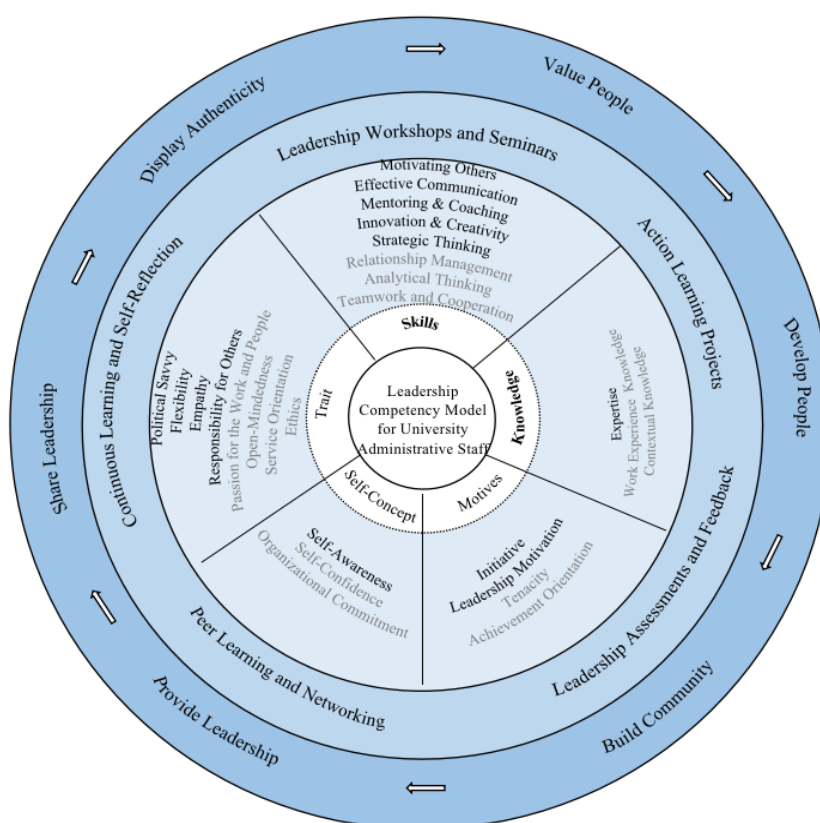 Display Authenticity
Value People
Develop People
Build Community
Provide Leadership
Share Leadership
Leadership Workshops and Seminars
Action Learning Projects
Leadership Assessments and Feedback
Peer Learning and Networking
Continuous Learning and Self-Reflection
Motivating Others
Effective Communication
Mentoring & Coaching
Innovation & Creativity
Strategic Thinking
Relationship Management
Analytical Thinking
Teamwork and Cooperation
Skills
Expertise
Work Experience Knowledge
Contextual Knowledge
Knowledge
Initiative
Leadership Motivation
Tenacity
Achievement Orientation
Motives
Self-Awareness
Self-Confidence
Organizational Commitment
Self-Concept
Political Savvy
Flexibility
Empathy
Responsibility for Others
Passion for the Work and People
Open-Mindedness
Service Orientation
Ethics
Trait
Leadership
Competency Model
for University
Administrative Staff